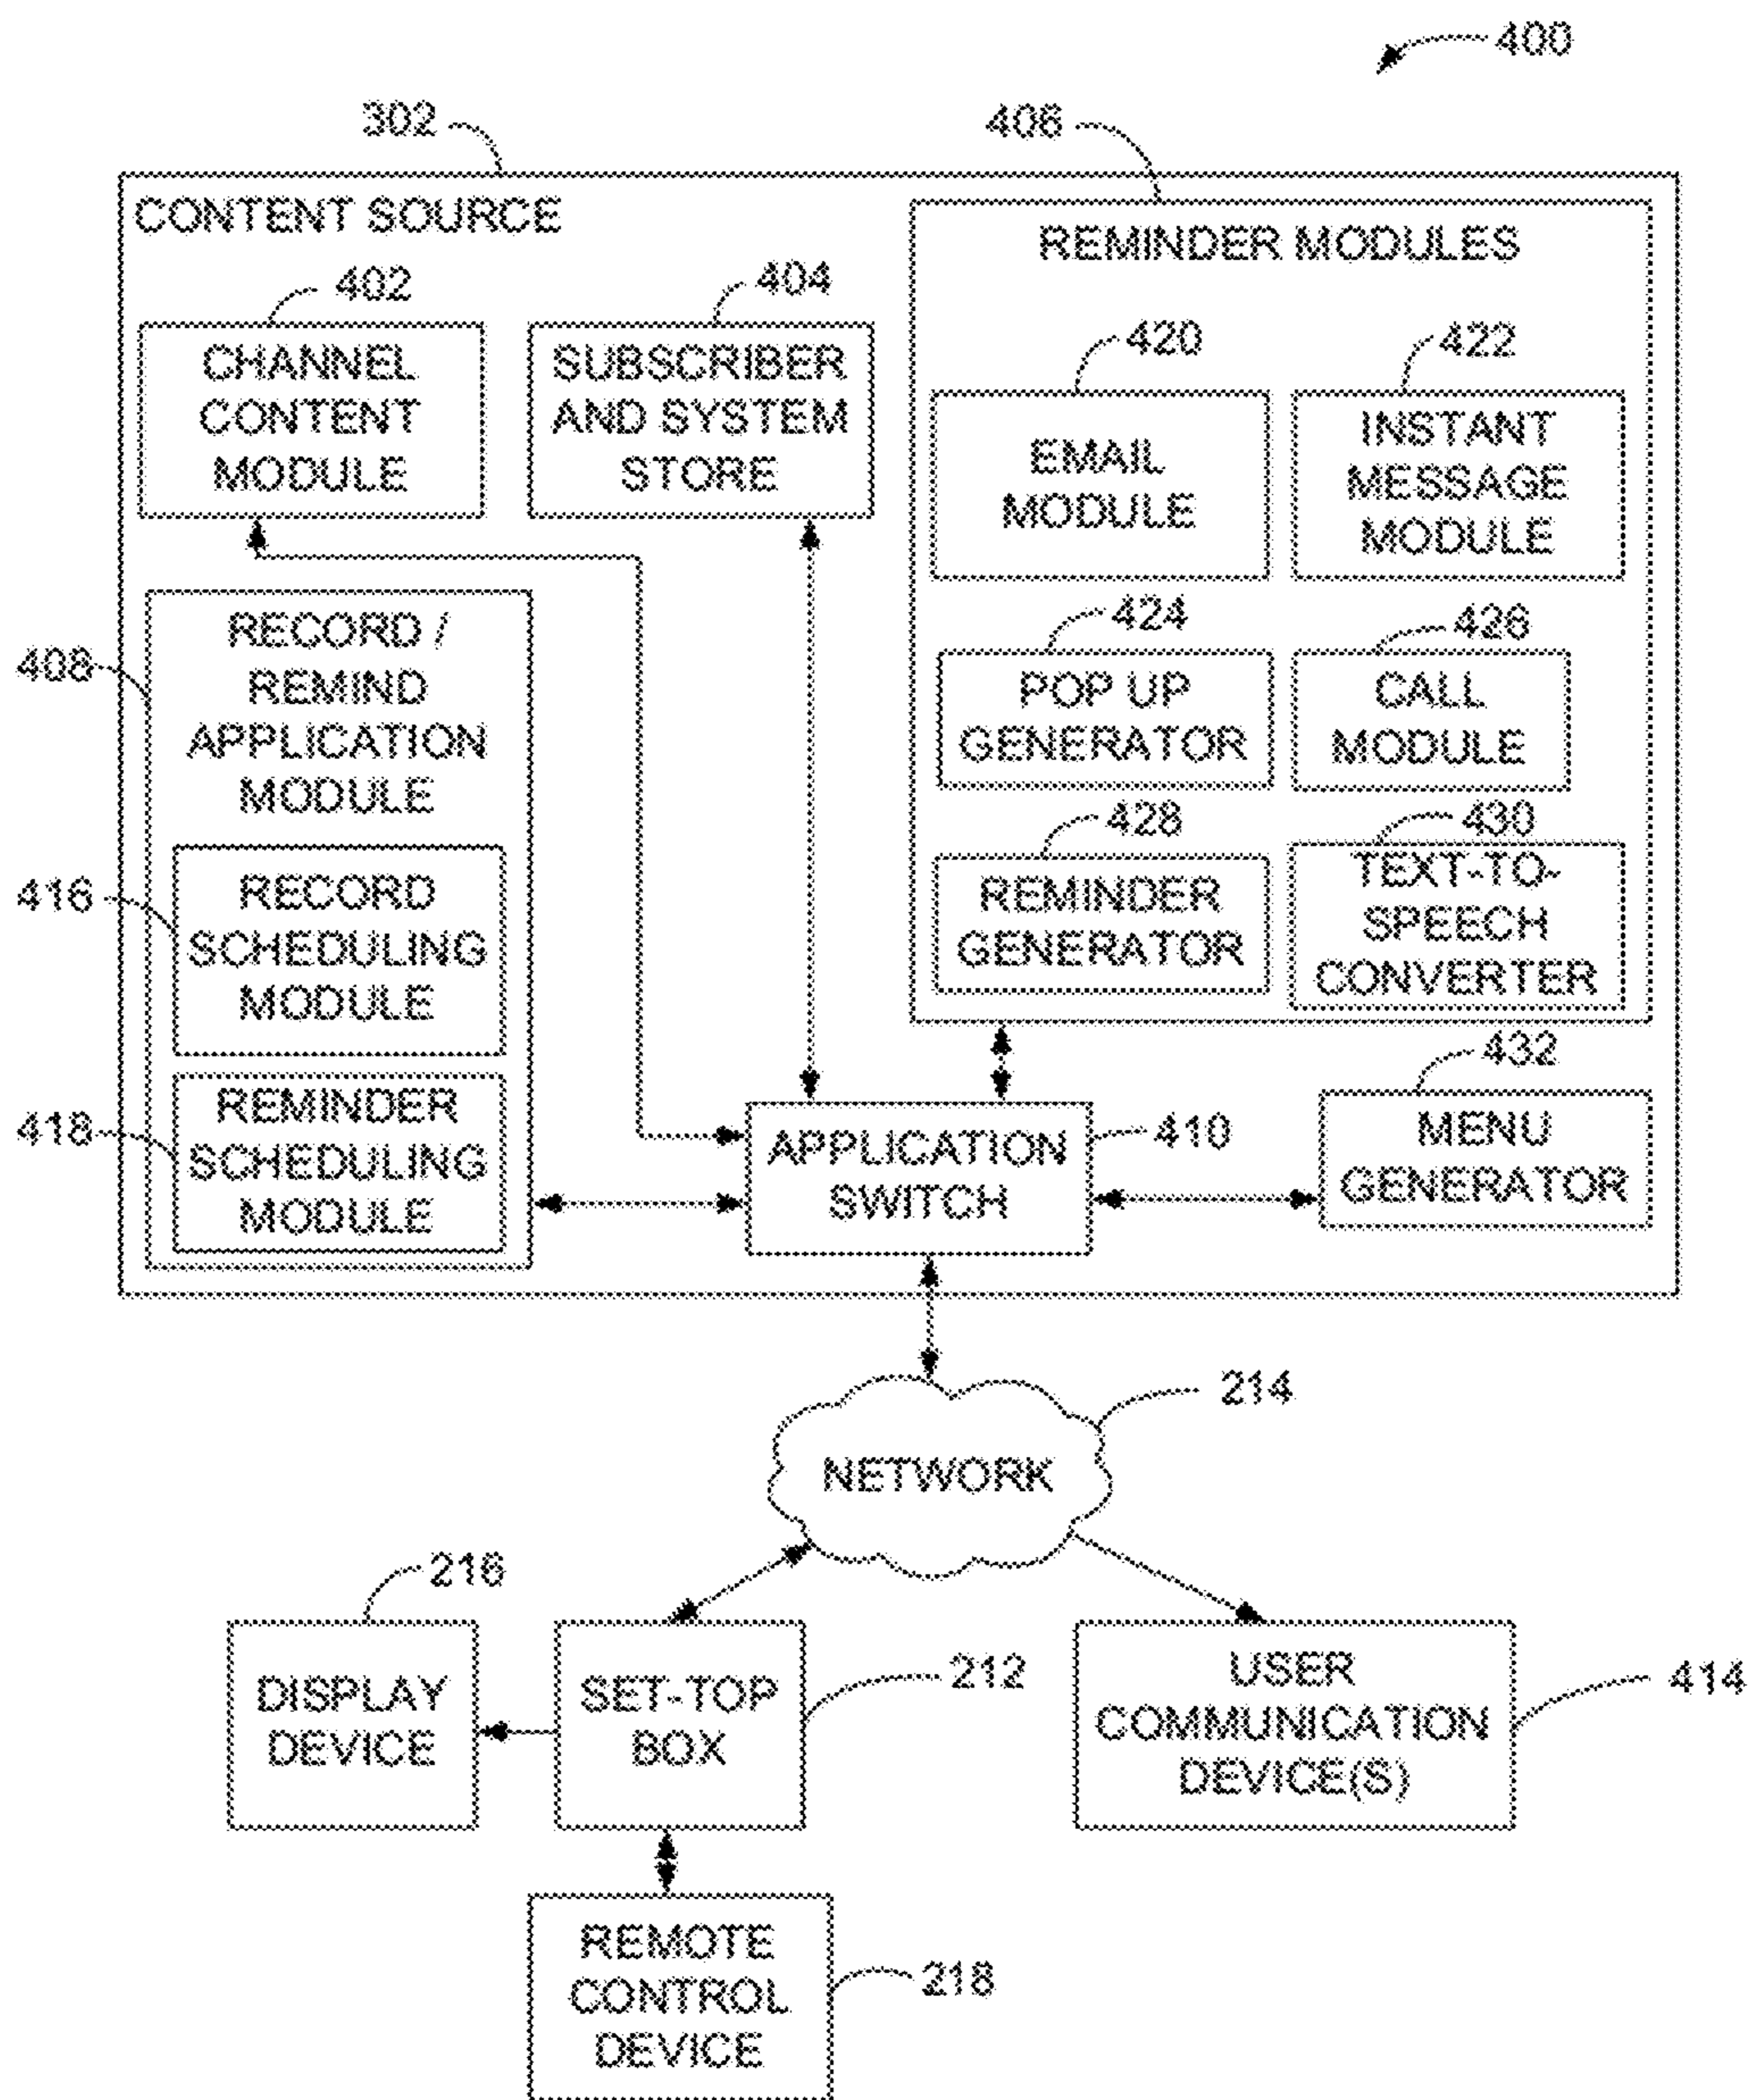 400
302
406
CONTENT SOURCE
REMINDER MODULES
402
404
CHANNEL
CONTENT
MODULE
SUBSCRIBER
AND SYSTEM
STORE
420
422
EMAIL
MODULE
INSTANT
MESSAGE
MODULE
408
RECORD /
REMIND
APPLICATION
MODULE
424
426
POP UP
GENERATOR
CALL
MODULE
416
RECORD
SCHEDULING
MODULE
428
430
REMINDER
GENERATOR
TEXT-TO-
SPEECH
CONVERTER
418
REMINDER
SCHEDULING
MODULE
APPLICATION
SWITCH
410
432
MENU
GENERATOR
214
NETWORK
216
DISPLAY
DEVICE
SET-TOP
BOX
212
USER
COMMUNICATION
DEVICE(S)
414
REMOTE
CONTROL
DEVICE
218